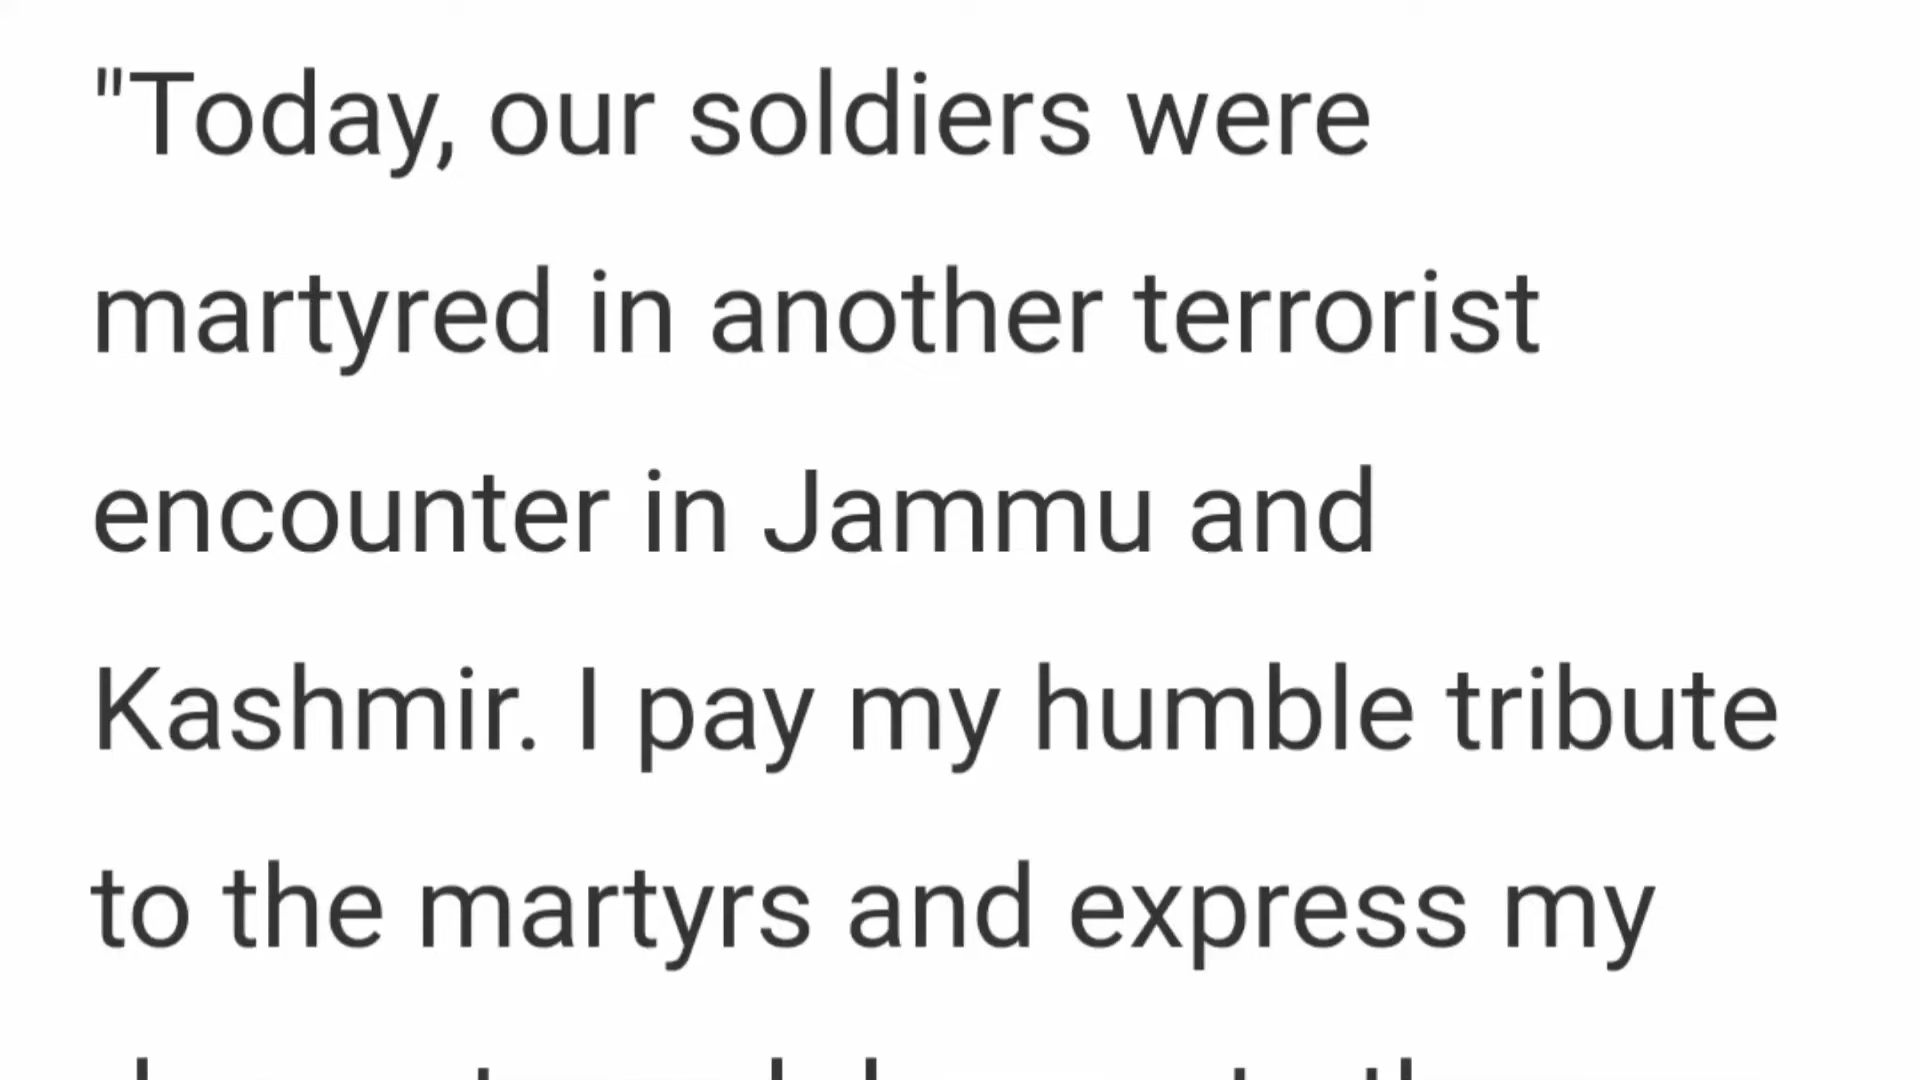 "Today, our soldiers were
martyred in another terrorist
encounter in Jammu and
Kashmir. I pay my humble tribute
to the martyrs and express my